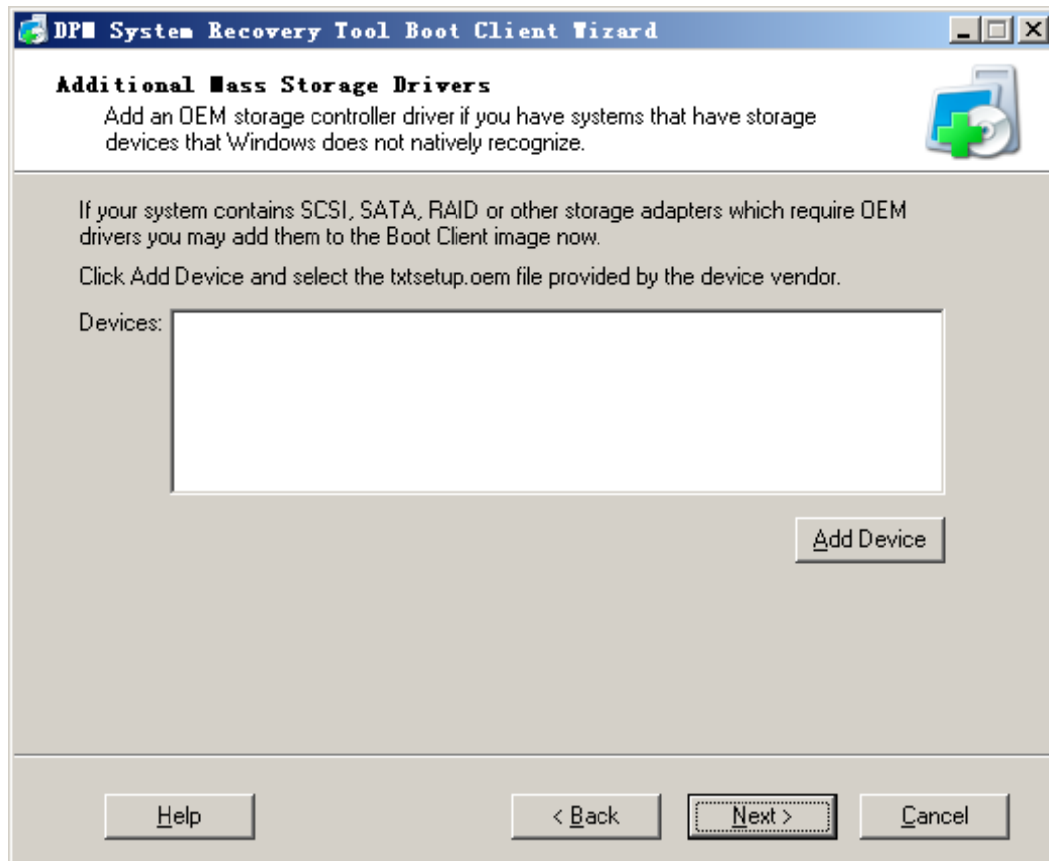 DPM System Recovery Tool Boot Client Wizard
Additional Mass Storage Drivers
Add an OEM storage controller driver if you have systems that have storage
devices that Windows does not natively recognize.
If your system contains SCSI, SATA, RAID or other storage adapters which require OEM
drivers you may add them to the Boot Client image now.
Click Add Device and select the txtsetup.oem file provided by the device vendor.
Devices:
Add Device
Help
< Back
Next >
Cancel